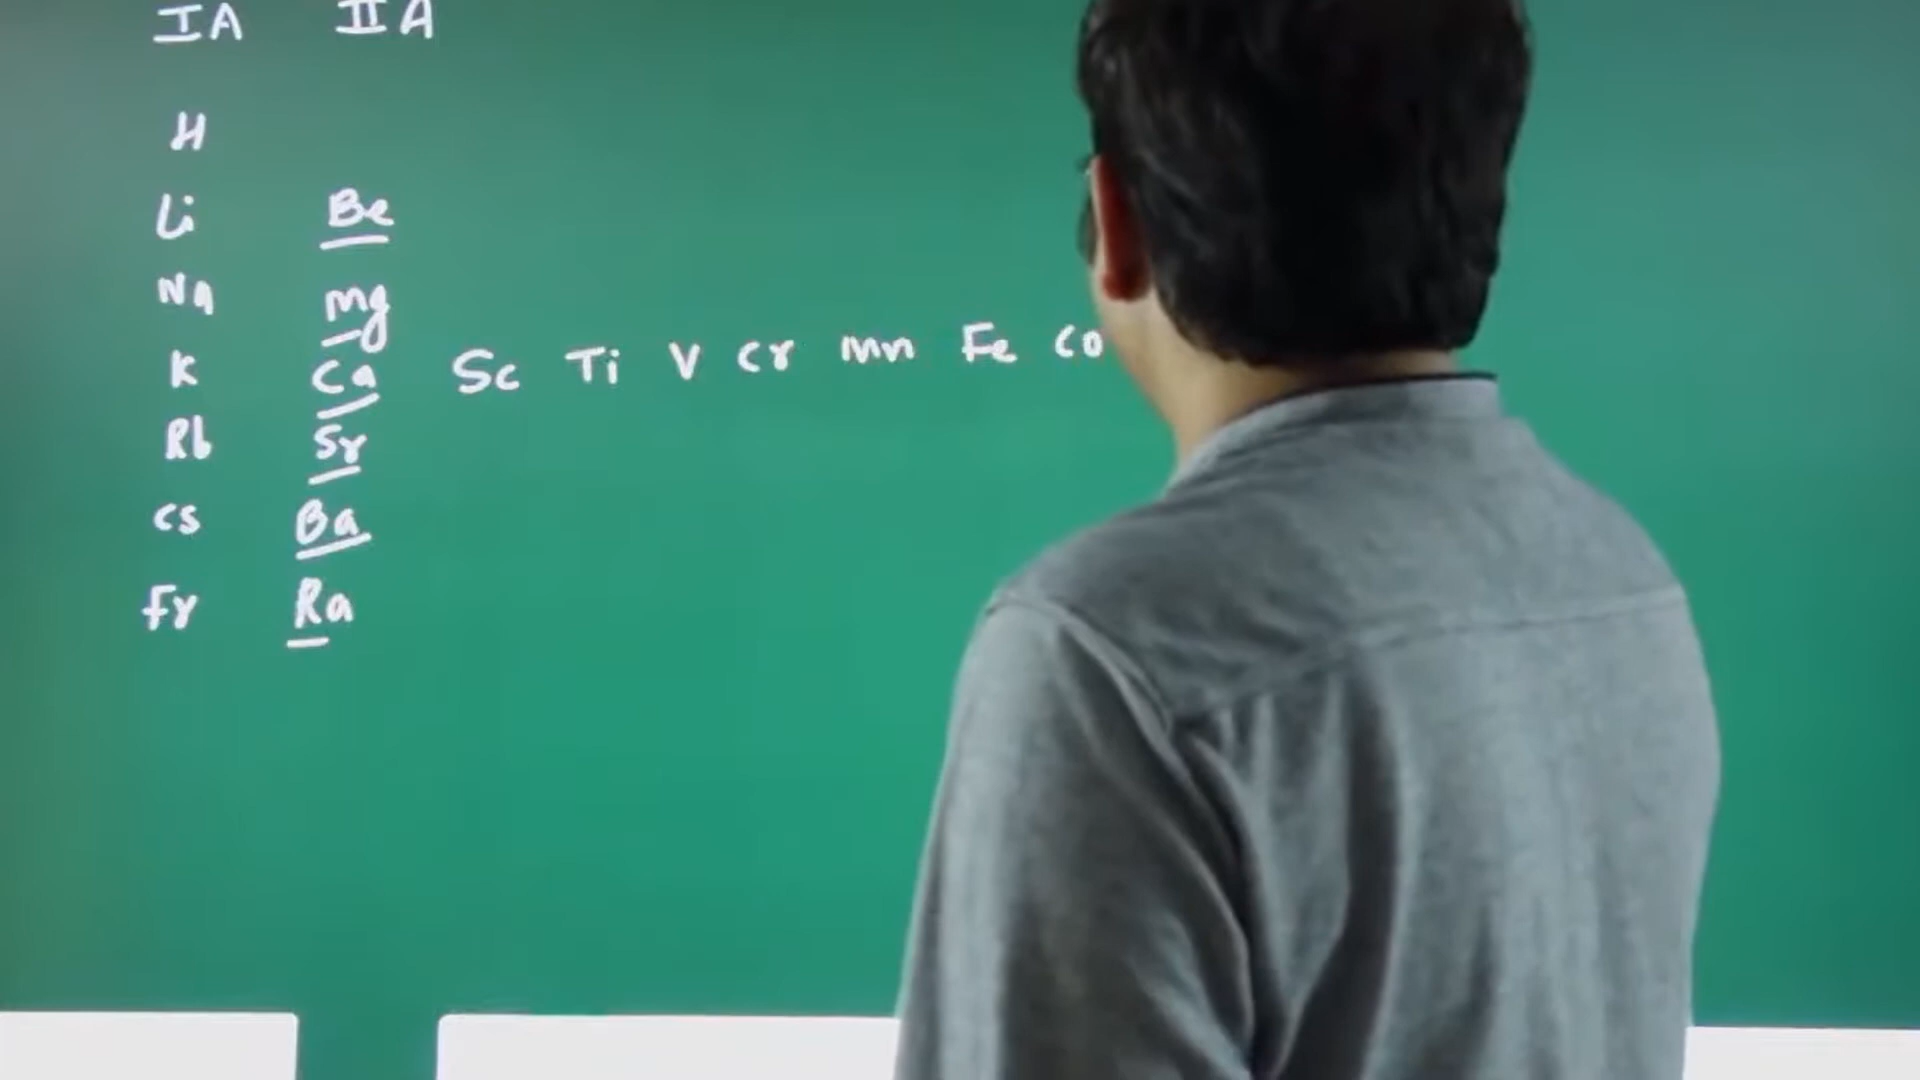 IA IIA
H
Li Be
Na mg
K Ca Sc Ti V Cr Mn Fe Co
Rb Sr
Cs Ba
Fr Ra